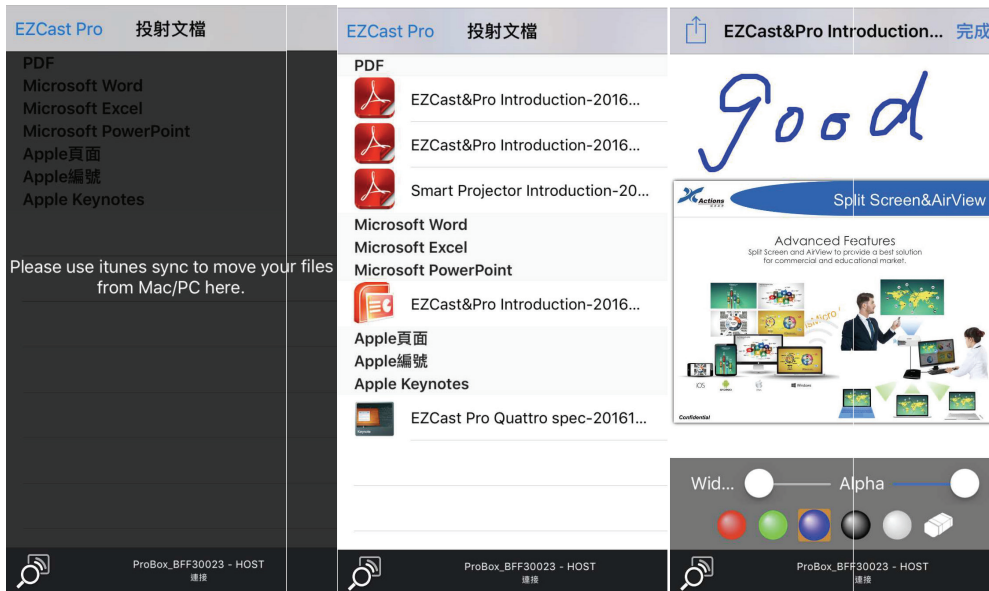 EZCast Pro 投射文檔
PDF
Microsoft Word
Microsoft Excel
Microsoft PowerPoint
Apple頁面
Apple編號
Apple Keynotes
Please use itunes sync to move your files
from Mac/PC here.
ProBox_BFF30023 - HOST
連接
EZCast Pro 投射文檔
PDF
EZCast&Pro Introduction-2016...
EZCast&Pro Introduction-2016...
Smart Projector Introduction-20...
Microsoft Word
Microsoft Excel
Microsoft PowerPoint
EZCast&Pro Introduction-2016...
Apple頁面
Apple編號
Apple Keynotes
Keynote
EZCast Pro Quattro spec-20161...
ProBox_BFF30023 - HOST
連接
EZCast&Pro Introduction... 完成
good
Actions
Split Screen&AirView
Advanced Features
Split Screen and AirView to provide a best solution
for commercial and educational market.
iOS
Windows
Confidential
Wid... Alpha
ProBox_BFF30023 - HOST
連接